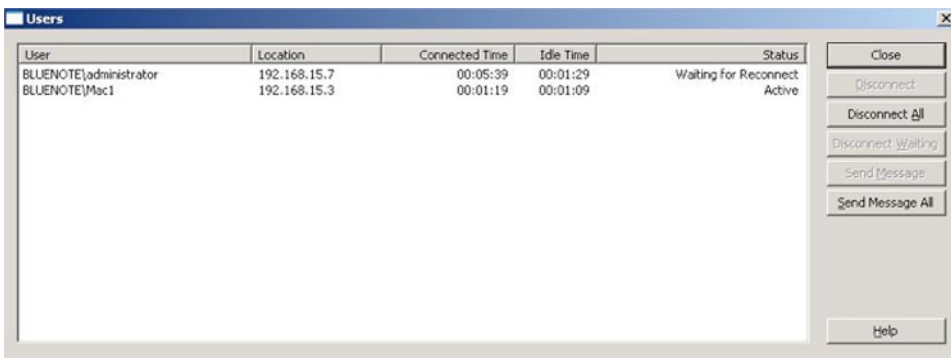 Users
User Location Connected Time Idle Time Status
BLUENOTE\administrator 192.168.15.7 00:05:39 00:01:29 Waiting for Reconnect
BLUENOTE\Mac1 192.168.15.3 00:01:19 00:01:09 Active
Close
Disconnect
Disconnect All
Disconnect Waiting
Send Message
Send Message All
Help